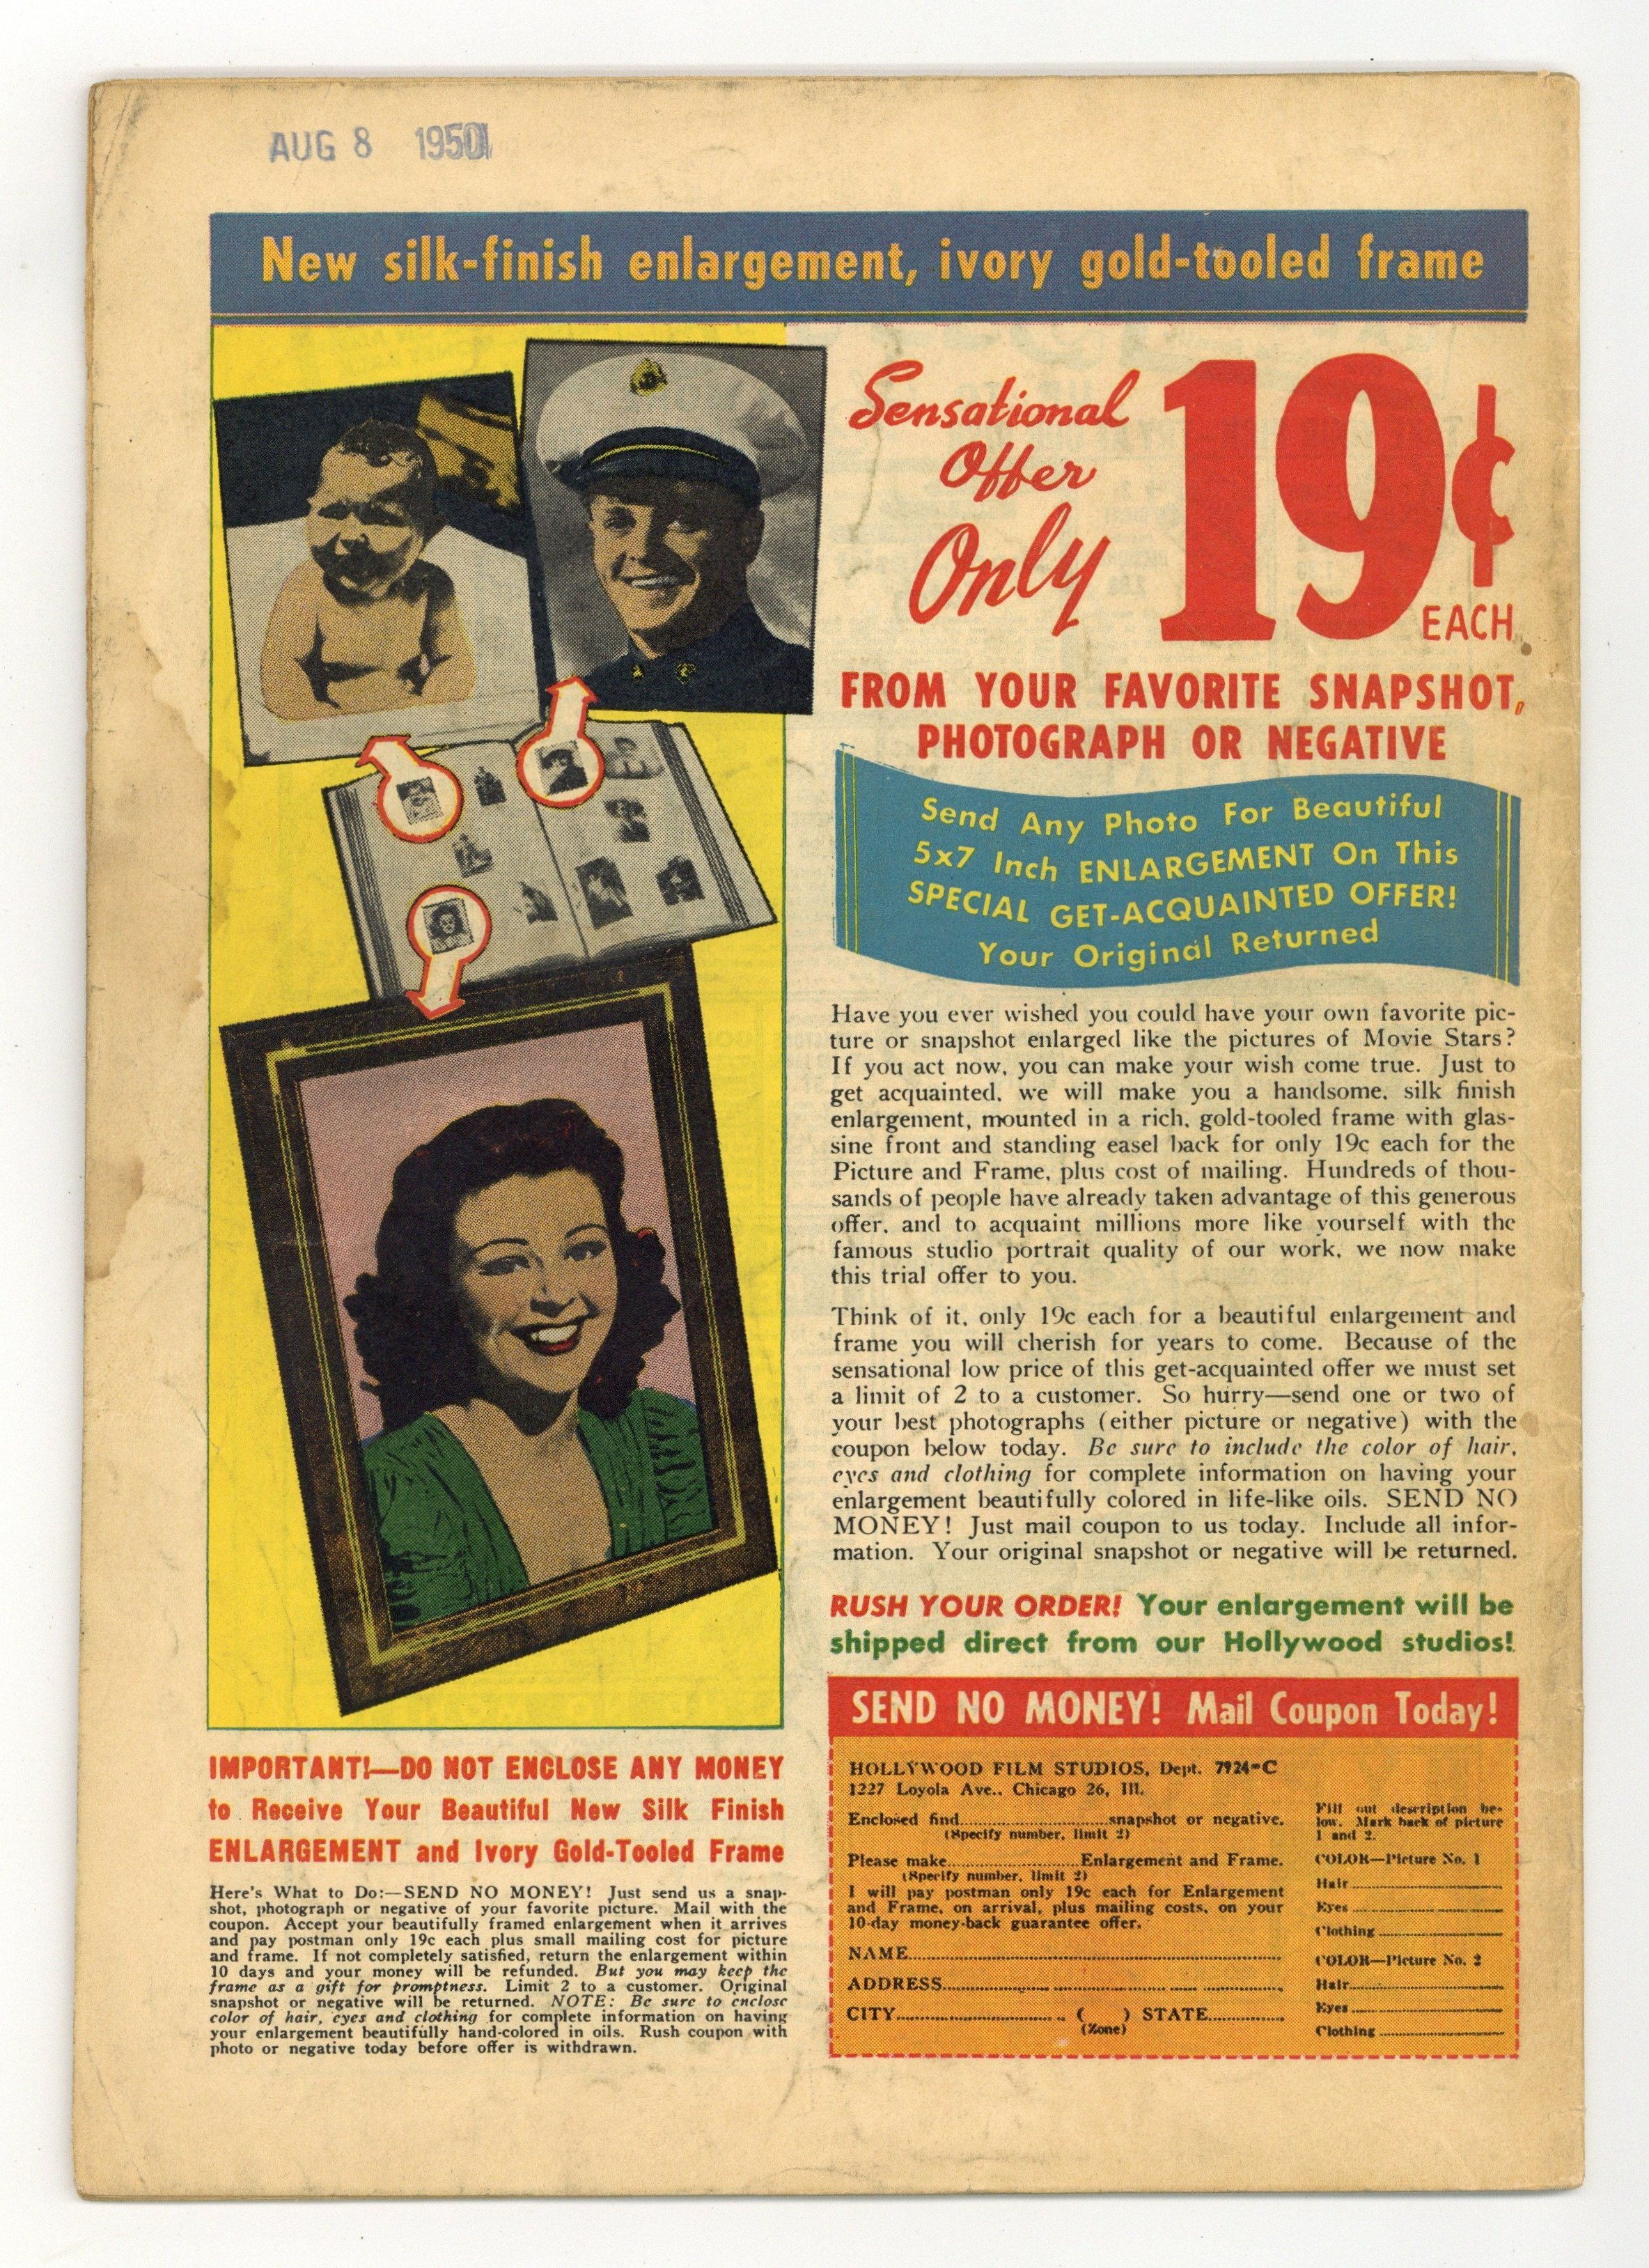 AUG 8 1950
New silk-finish enlargement, ivory gold-tooled frame
Sensational
Offer
Only
19¢
EACH
FROM YOUR FAVORITE SNAPSHOT,
PHOTOGRAPH OR NEGATIVE
Send Any Photo For Beautiful
5x7 Inch ENLARGEMENT On This
SPECIAL GET-ACQUAINTED OFFER!
Your Original Returned
Have you ever wished you could have your own favorite pic-
ture or snapshot enlarged like the pictures of Movie Stars?
If you act now, you can make your wish come true. Just to
get acquainted, we will make you a handsome, silk finish
enlargement, mounted in a rich, gold-tooled frame with glas-
sine front and standing easel back for only 19c each for the
Picture and Frame, plus cost of mailing. Hundreds of thou-
sands of people have already taken advantage of this generous
offer, and to acquaint millions more like yourself with the
famous studio portrait quality of our work, we now make
this trial offer to you.
Think of it, only 19c each for a beautiful enlargement and
frame you will cherish for years to come. Because of the
sensational low price of this get-acquainted offer we must set
a limit of 2 to a customer. So hurry—send one or two of
your best photographs (either picture or negative) with the
coupon below today. Be sure to include the color of hair,
eyes and clothing for complete information on having your
enlargement beautifully colored in life-like oils. SEND NO
MONEY! Just mail coupon to us today. Include all infor-
mation. Your original snapshot or negative will be returned.
RUSH YOUR ORDER! Your enlargement will be
shipped direct from our Hollywood studios!
IMPORTANT!—DO NOT ENCLOSE ANY MONEY
to Receive Your Beautiful New Silk Finish
ENLARGEMENT and Ivory Gold-Tooled Frame
Here's What to Do:—SEND NO MONEY! Just send us a snap-
shot, photograph or negative of your favorite picture. Mail with the
coupon. Accept your beautifully framed enlargement when it arrives
and pay postman only 19c each plus small mailing cost for picture
and frame. If not completely satisfied, return the enlargement within
10 days and your money will be refunded. But you may keep the
frame as a gift for promptness. Limit 2 to a customer. Original
snapshot or negative will be returned. NOTE: Be sure to enclose
color of hair, eyes and clothing for complete information on having
your enlargement beautifully hand-colored in oils. Rush coupon with
photo or negative today before offer is withdrawn.
SEND NO MONEY! Mail Coupon Today!
HOLLYWOOD FILM STUDIOS, Dept. 7924-C
1227 Loyola Ave., Chicago 26, Ill.
Enclosed find..............................snapshot or negative.
(Specify number, limit 2)
Please make..........................Enlargement and Frame.
(Specify number, limit 2)
I will pay postman only 19c each for Enlargement
and Frame, on arrival, plus mailing costs, on your
10-day money-back guarantee offer.
NAME..............................
ADDRESS..............................
CITY.............................. ( ) STATE..............
(Zone)
Fill out description be-
low. Mark back of picture
1 and 2.
COLOR—Picture No. 1
Hair..............................
Eyes..............................
Clothing..............................
COLOR—Picture No. 2
Hair..............................
Eyes..............................
Clothing..............................